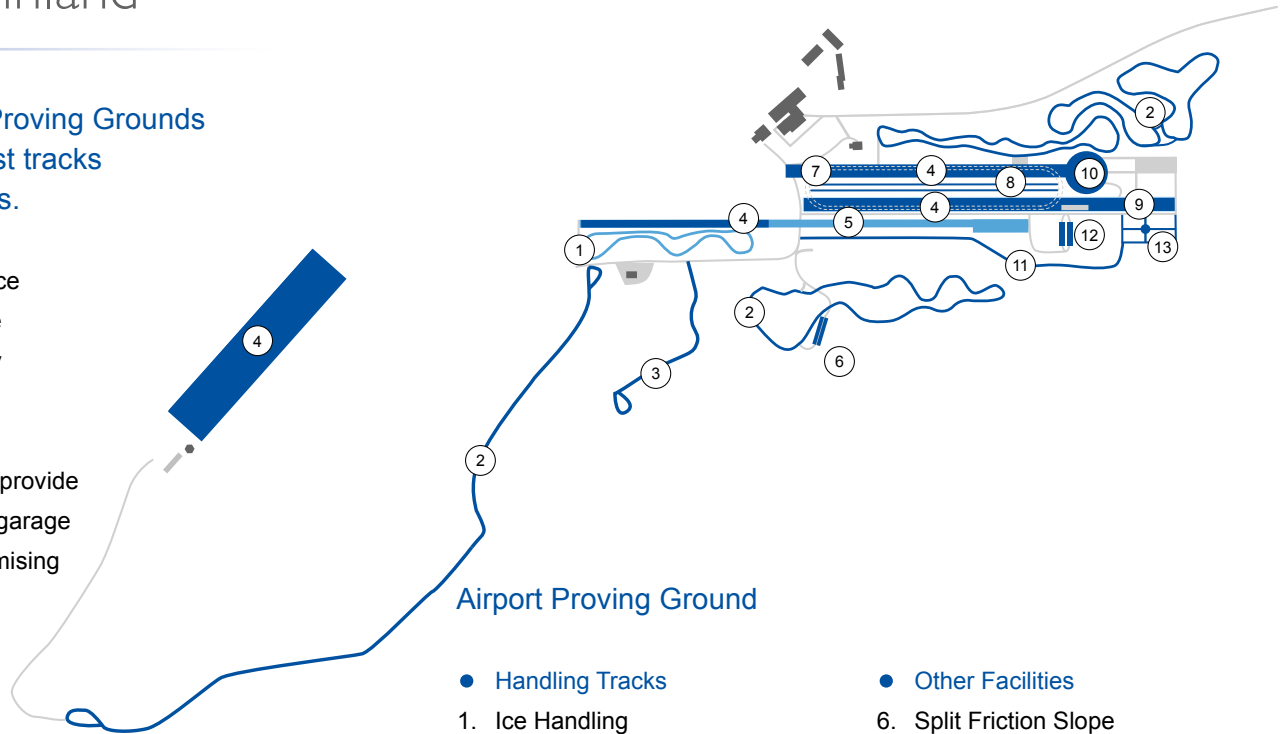 Proving Grounds
st tracks
s.
ce
provide
garage
mising
2
7
4
8
10
4
9
4
5
12
13
1
11
2
6
3
4
2
Airport Proving Ground
● Handling Tracks
1. Ice Handling
● Other Facilities
6. Split Friction Slope